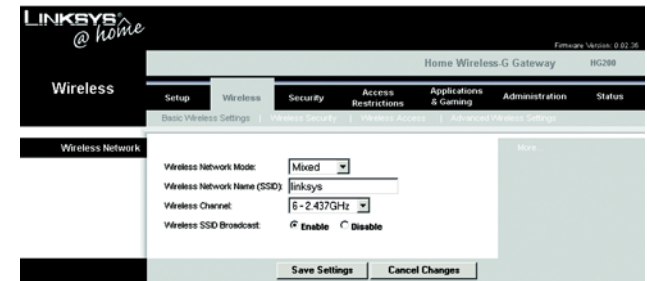 LINKSYS®
@ home
Firmware Version: 0.02.36
Home Wireless-G Gateway HG200
Wireless
Setup Wireless Security Access Restrictions Applications & Gaming Administration Status
Basic Wireless Settings | Wireless Security | Wireless Access | Advanced Wireless Settings
Wireless Network
More...
Wireless Network Mode: Mixed
Wireless Network Name (SSID): linksys
Wireless Channel: 6 - 2.437GHz
Wireless SSID Broadcast: Enable Disable
Save Settings Cancel Changes